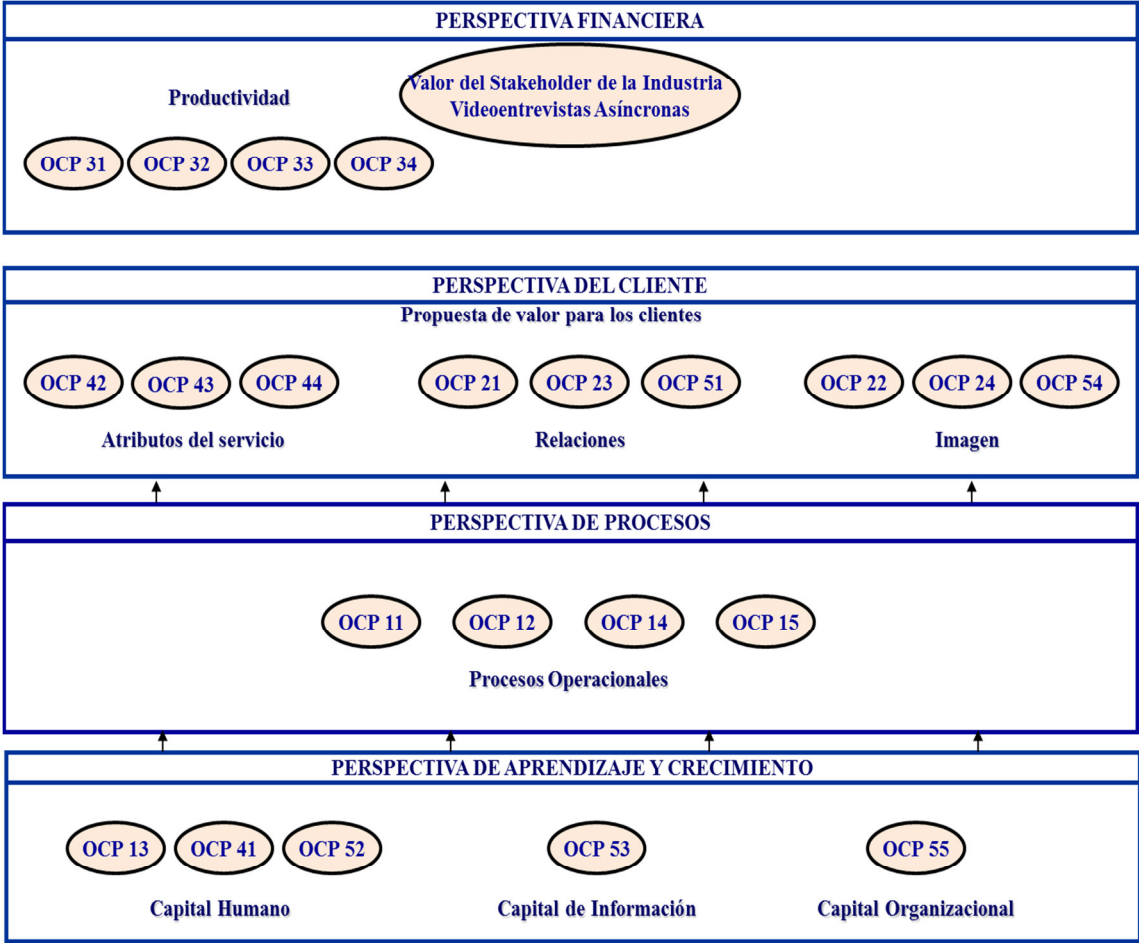 PERSPECTIVA FINANCIERA
Valor del Stakeholder de la Industria
Videoentrevistas Asíncronas
Productividad
OCP 31 OCP 32 OCP 33 OCP 34
PERSPECTIVA DEL CLIENTE
Propuesta de valor para los clientes
OCP 42 OCP 43 OCP 44 OCP 21 OCP 23 OCP 51 OCP 22 OCP 24 OCP 54
Atributos del servicio Relaciones Imagen
PERSPECTIVA DE PROCESOS
OCP 11 OCP 12 OCP 14 OCP 15
Procesos Operacionales
PERSPECTIVA DE APRENDIZAJE Y CRECIMIENTO
OCP 13 OCP 41 OCP 52 OCP 53 OCP 55
Capital Humano Capital de Información Capital Organizacional